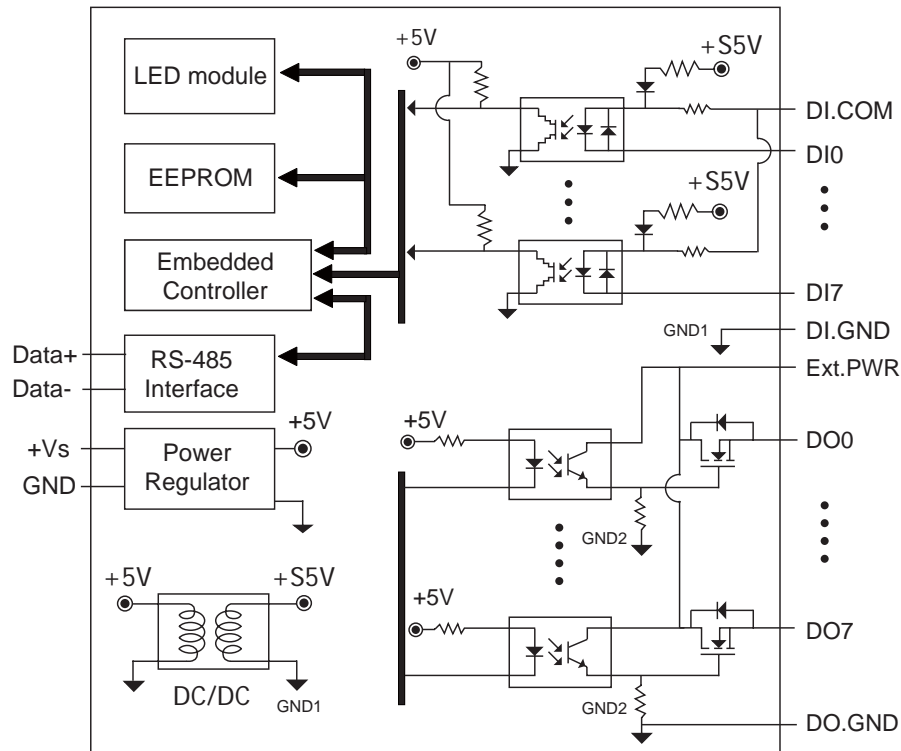 LED module
EEPROM
Embedded
Controller
RS-485
Interface
Data+
Data-
Power
Regulator
+Vs
GND
+5V
+5V
+S5V
DC/DC
GND1
+5V
+S5V
DI.COM
DI0
+S5V
DI7
GND1
DI.GND
Ext.PWR
+5V
DO0
GND2
+5V
DO7
GND2
DO.GND